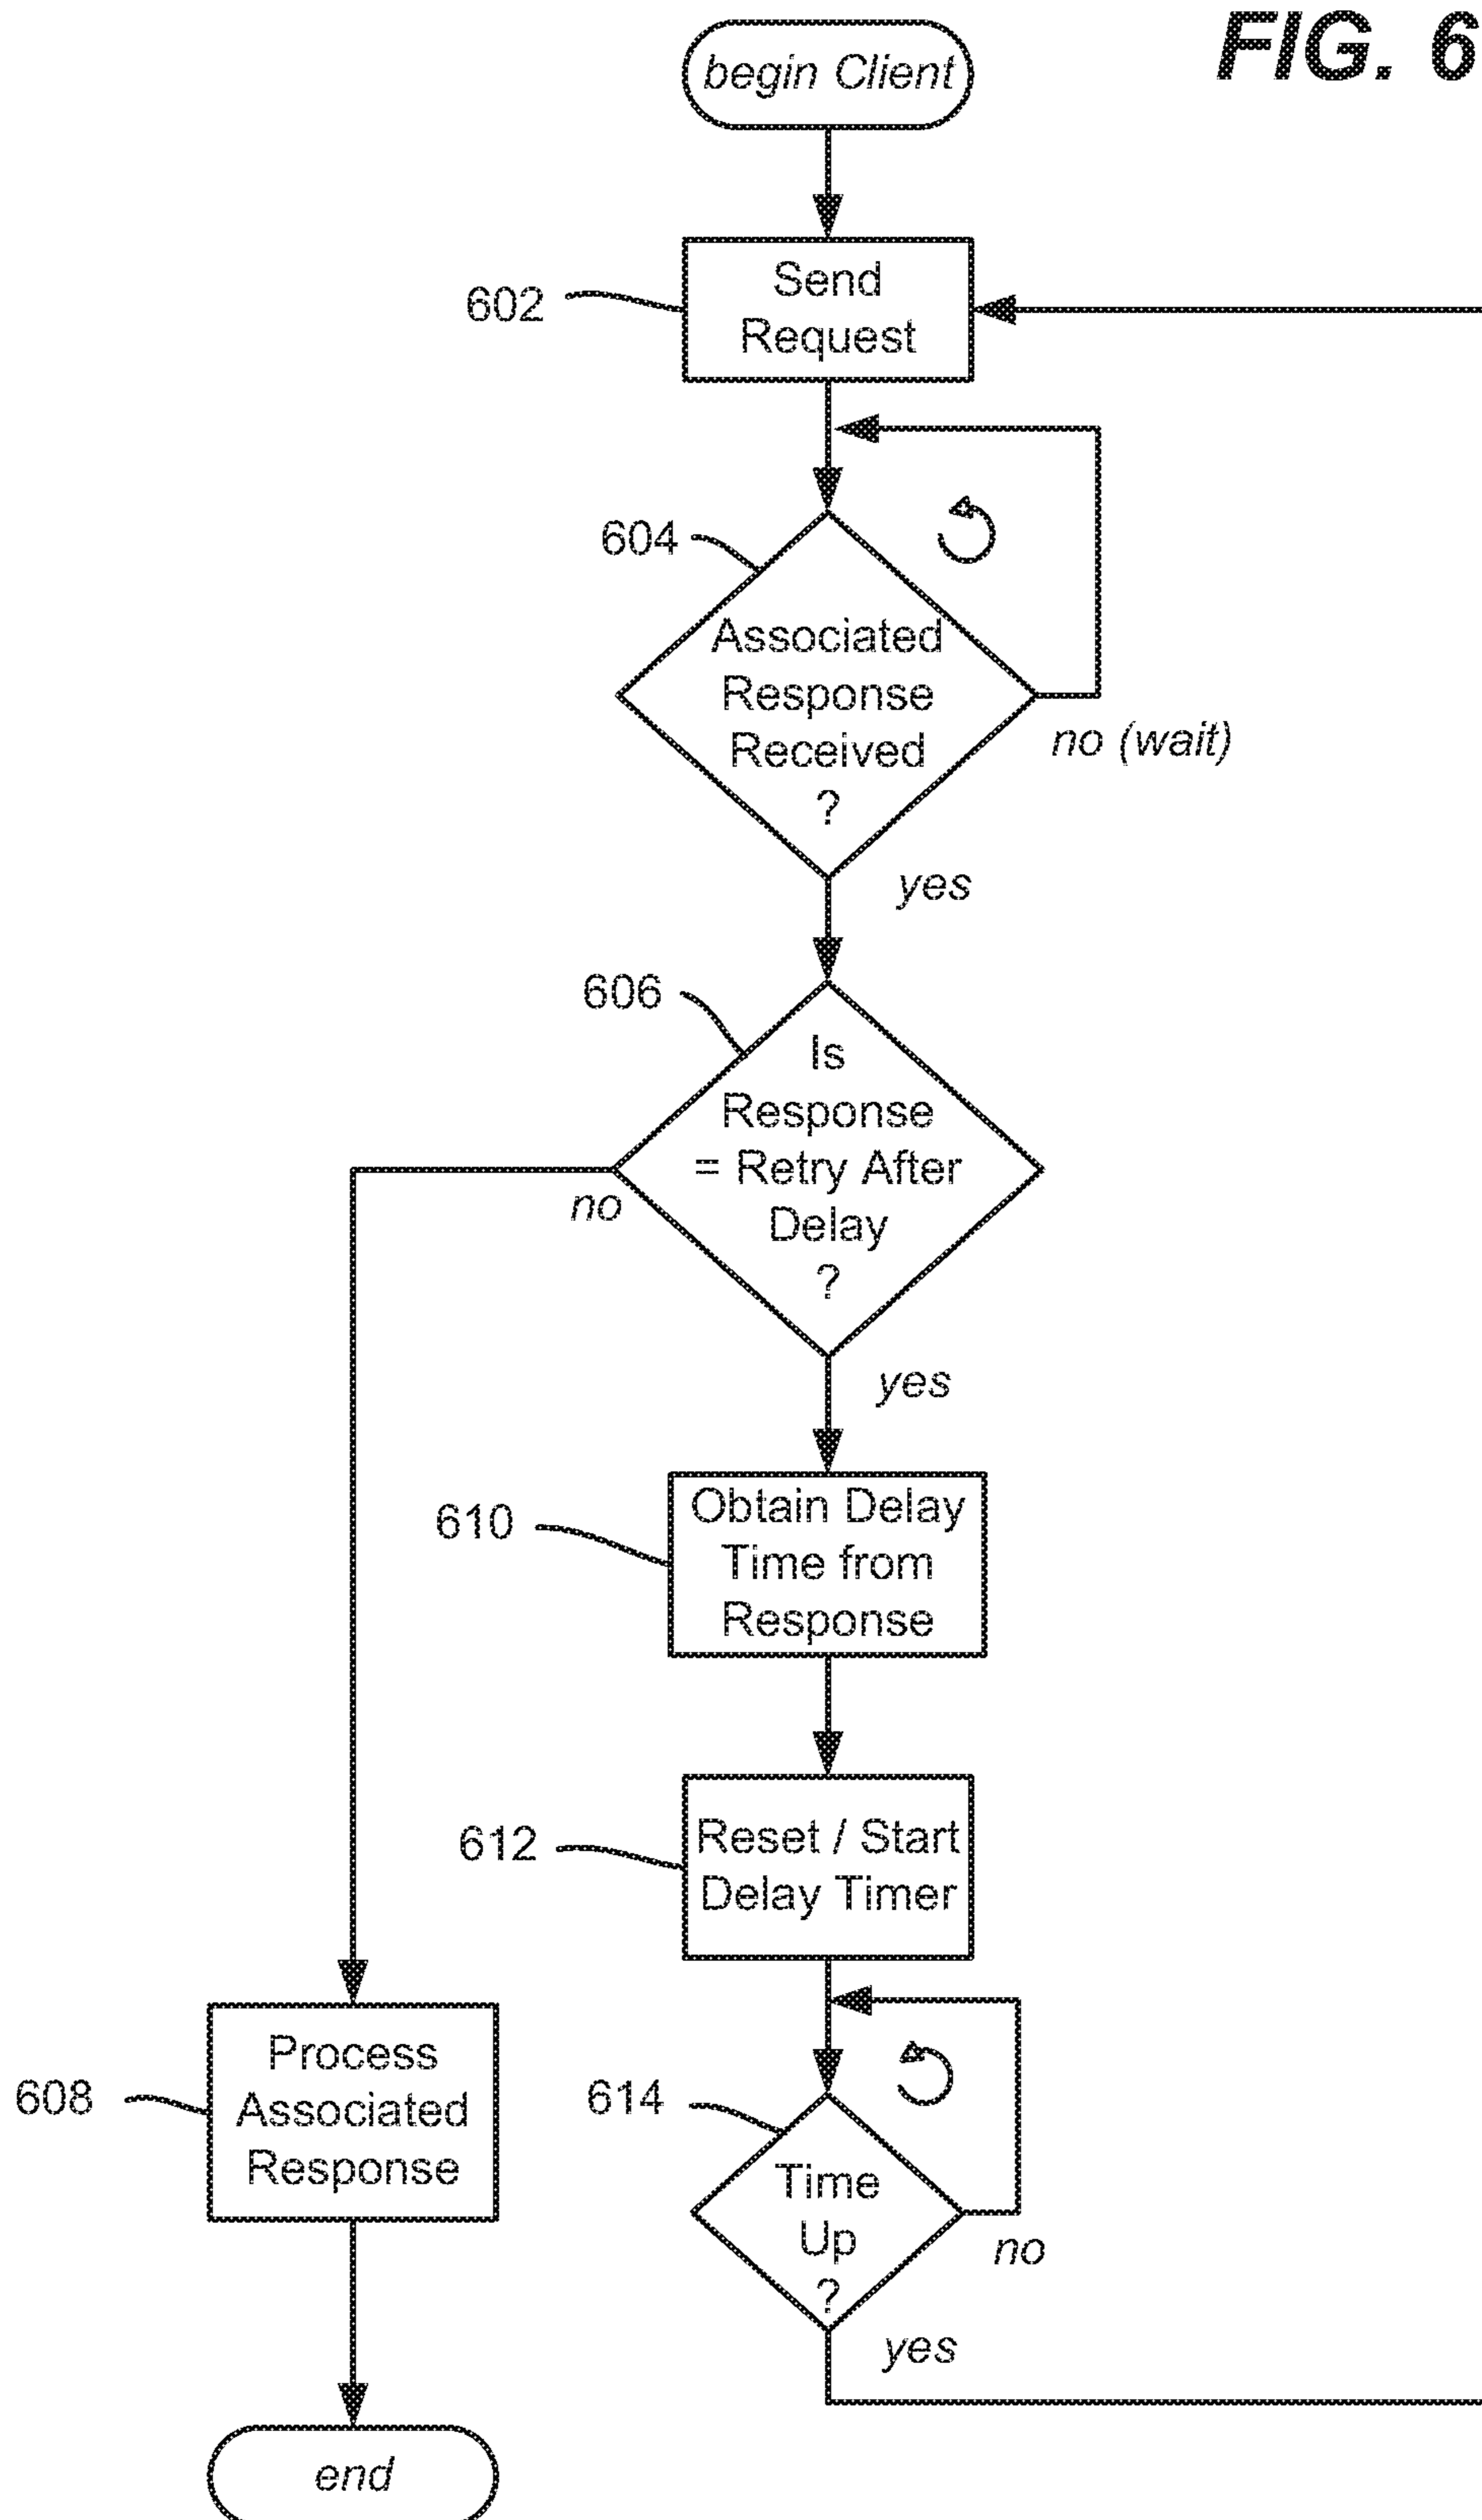 FIG. 6
begin Client
602
Send
Request
604
Associated
Response
Received
?
no (wait)
yes
606
Is
Response
= Retry After
Delay
?
no
yes
610
Obtain Delay
Time from
Response
612
Reset / Start
Delay Timer
608
Process
Associated
Response
614
Time
Up
?
no
yes
end